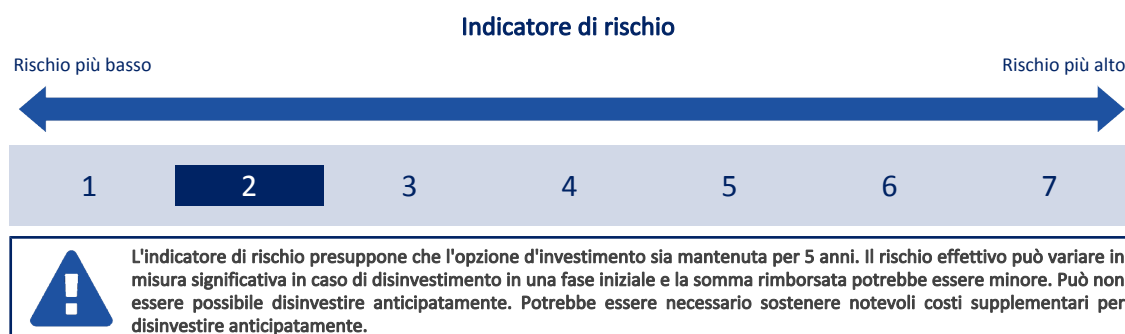 Indicatore di rischio
Rischio più basso
Rischio più alto
1 2 3 4 5 6 7
L'indicatore di rischio presuppone che l'opzione d'investimento sia mantenuta per 5 anni. Il rischio effettivo può variare in
misura significativa in caso di disinvestimento in una fase iniziale e la somma rimborsata potrebbe essere minore. Può non
essere possibile disinvestire anticipatamente. Potrebbe essere necessario sostenere notevoli costi supplementari per
disinvestire anticipatamente.